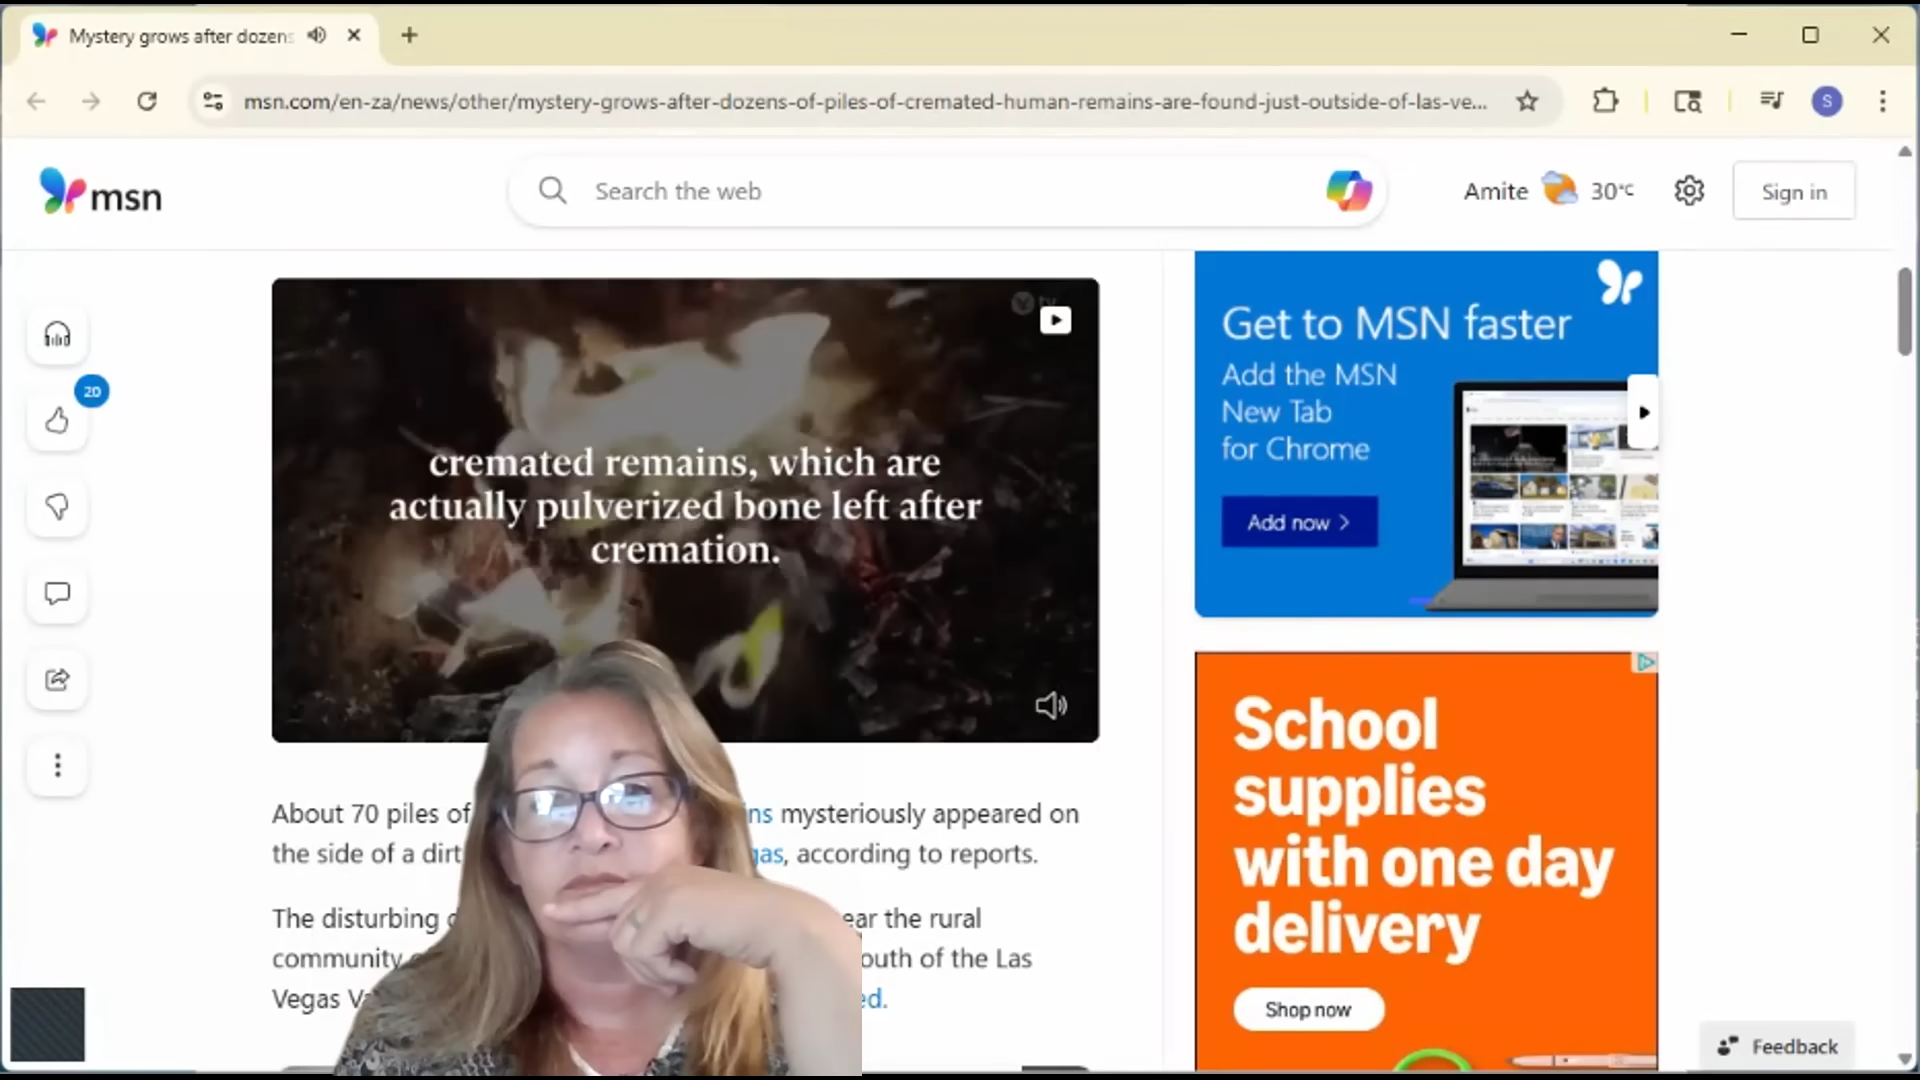 Mystery grows after dozens
msn.com/en-za/news/other/mystery-grows-after-dozens-of-piles-of-cremated-human-remains-are-found-just-outside-of-las-ve...
S
msn
Search the web
Amite
30°C
Sign in
20
tv
cremated remains, which are
actually pulverized bone left after
cremation.
Get to MSN faster
Add the MSN
New Tab
for Chrome
Add now >
School
supplies
with one day
delivery
Shop now
About 70 piles of ns mysteriously appeared on
the side of a dirt gas, according to reports.
The disturbing ear the rural
community outh of the Las
Vegas Va ed.
Feedback